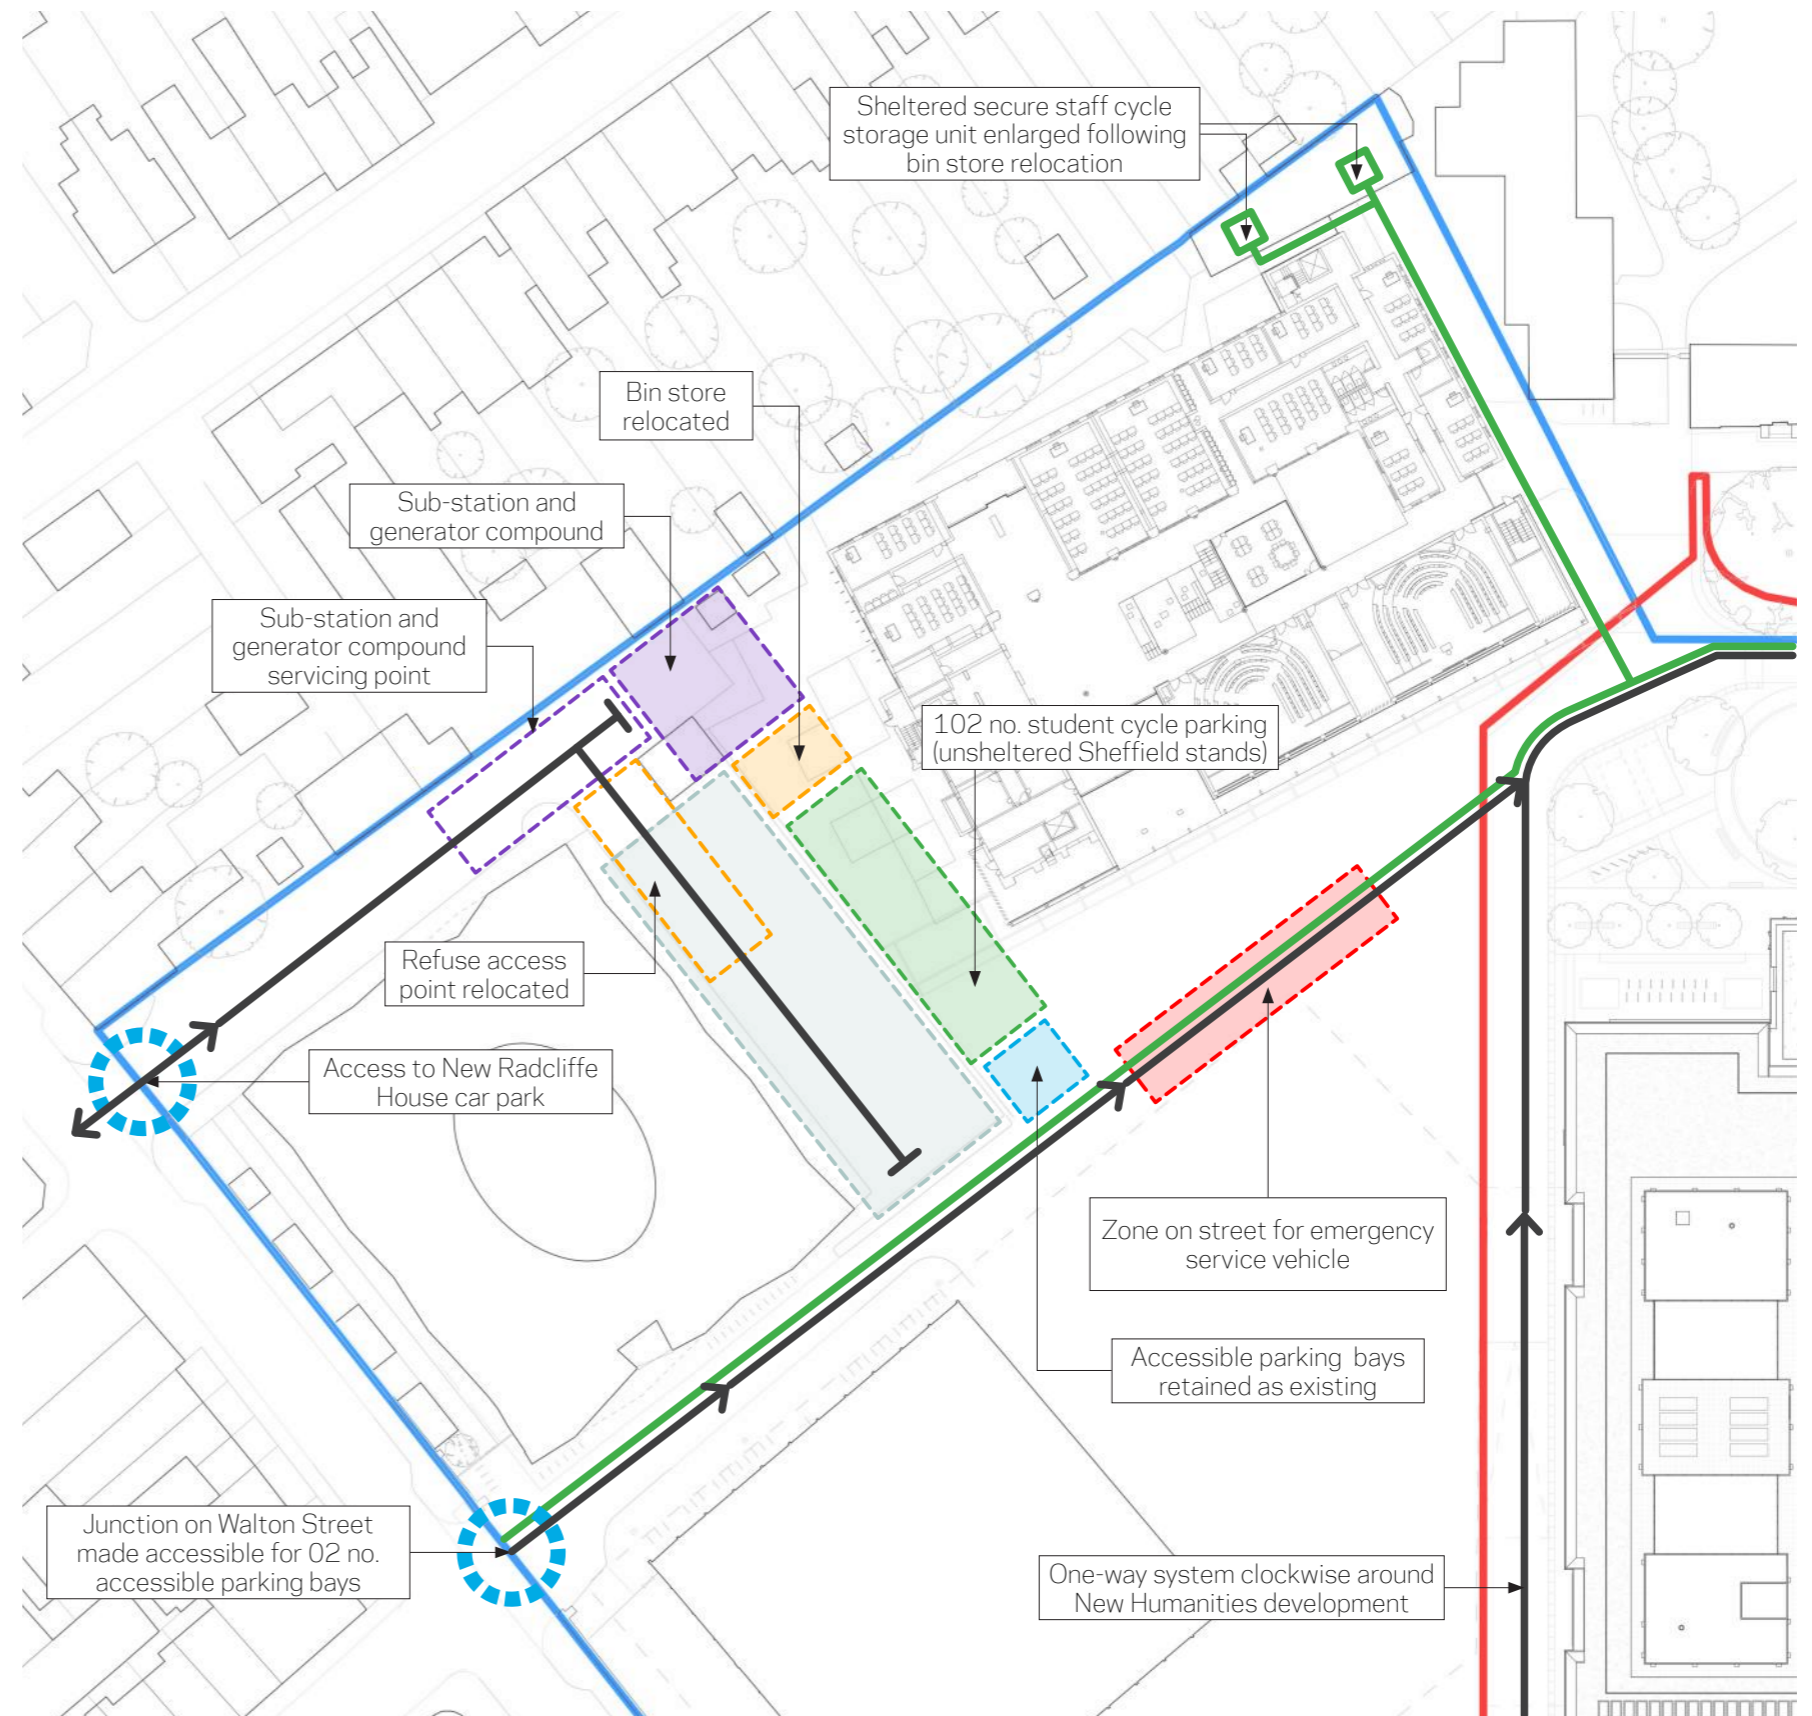 Sheltered secure staff cycle
storage unit enlarged following
bin store relocation
Bin store
relocated
Sub-station and
generator compound
Sub-station and
generator compound
servicing point
102 no. student cycle parking
(unsheltered Sheffield stands)
Refuse access
point relocated
Access to New Radcliffe
House car park
Zone on street for emergency
service vehicle
Accessible parking bays
retained as existing
Junction on Walton Street
made accessible for 02 no.
accessible parking bays
One-way system clockwise around
New Humanities development